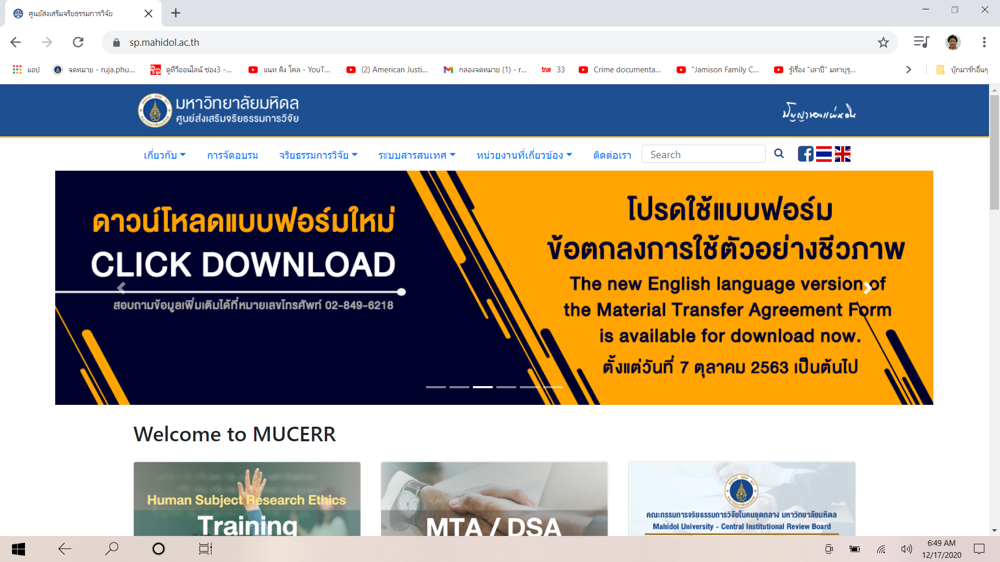 ศูนย์ส่งเสริมจริยธรรมการวิจัย
sp.mahidol.ac.th
แอป
จดหมาย - ruja.phu...
ดูทีวีออนไลน์ ช่อง3 -...
แนท คิง โคล - YouT...
(2) American Justi...
กล่องจดหมาย (1) - r...
true 33
Crime documenta...
"Jamison Family C...
รู้เรื่อง "เล่าปี่" มหาบุรุ...
บุ๊กมาร์กอื่นๆ
มหาวิทยาลัยมหิดล
ศูนย์ส่งเสริมจริยธรรมการวิจัย
ปัญญาของแผ่นดิน
เกี่ยวกับ
การจัดอบรม
จริยธรรมการวิจัย
ระบบสารสนเทศ
หน่วยงานที่เกี่ยวข้อง
ติดต่อเรา
Search
ดาวน์โหลดแบบฟอร์มใหม่
CLICK DOWNLOAD
สอบถามข้อมูลเพิ่มเติมได้ที่หมายเลขโทรศัพท์ 02-849-6218
โปรดใช้แบบฟอร์ม
ข้อตกลงการใช้ตัวอย่างชีวภาพ
The new English language version of
the Material Transfer Agreement Form
is available for download now.
ตั้งแต่วันที่ 7 ตุลาคม 2563 เป็นต้นไป
Welcome to MUCERR
Human Subject Research Ethics
Training
MTA / DSA
คณะกรรมการจริยธรรมการวิจัยในคนชุดกลาง มหาวิทยาลัยมหิดล
Mahidol University - Central Institutional Review Board
6:49 AM
12/17/2020